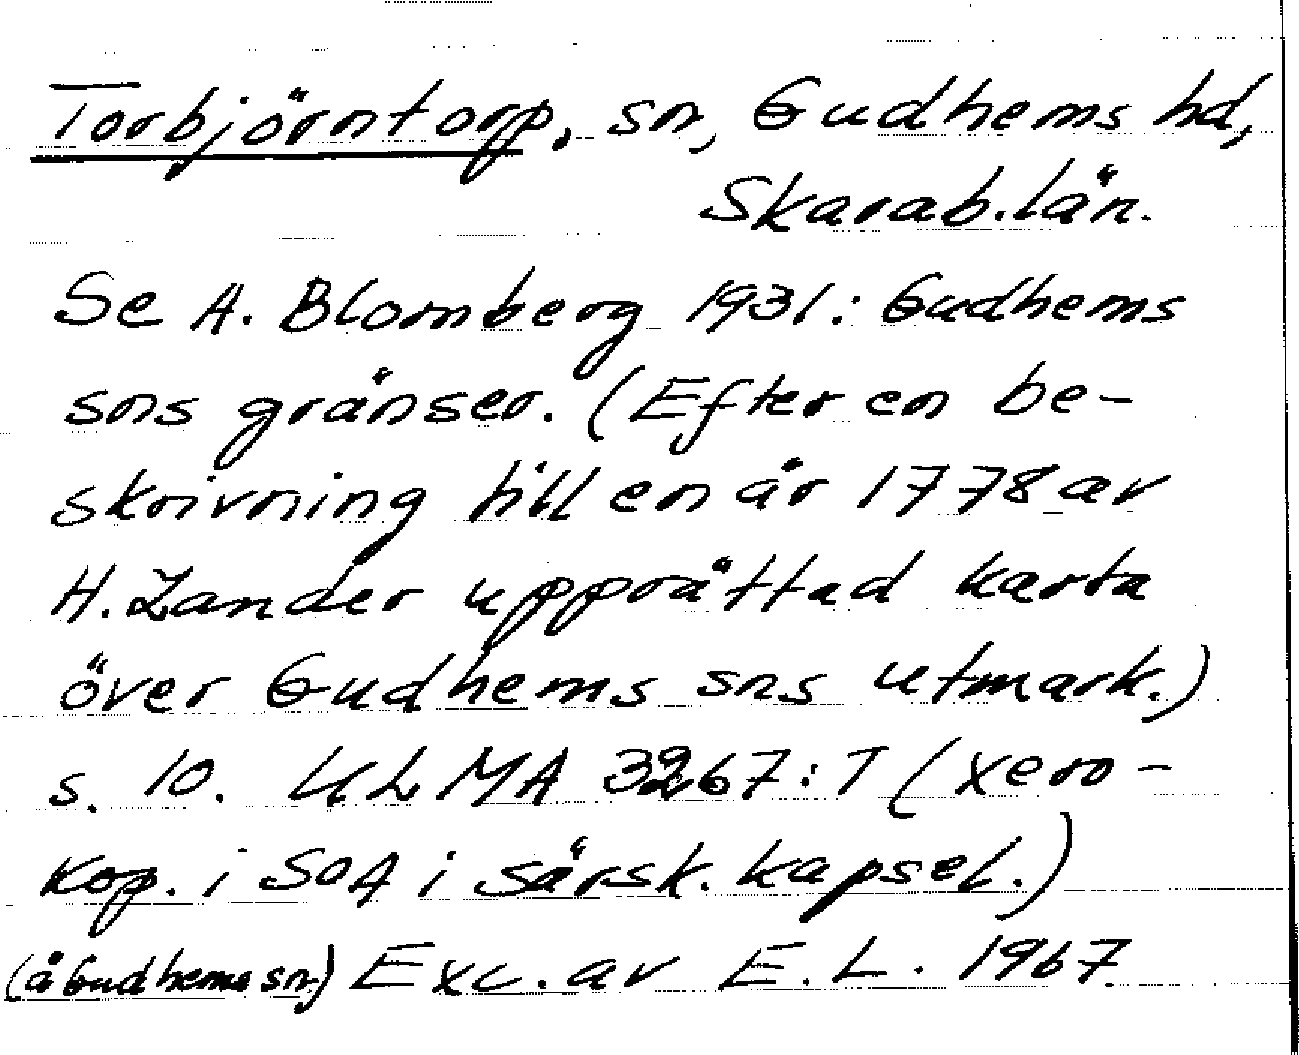 Torbjörntorp, sn, Gudhems hd,
Skarab.län.
Se A. Blomberg 1931: Gudhems
sns gränser. (Efter en be-
skrivning till en år 1778 av
H. Zander upprättad karta
över Gudhems sns utmark.)
s. 10. ULMA 3267:1 (xero-
kop. i SOA i särsk. kapsel.)
(å Gudhems sn) Exc. av E. L. 1967